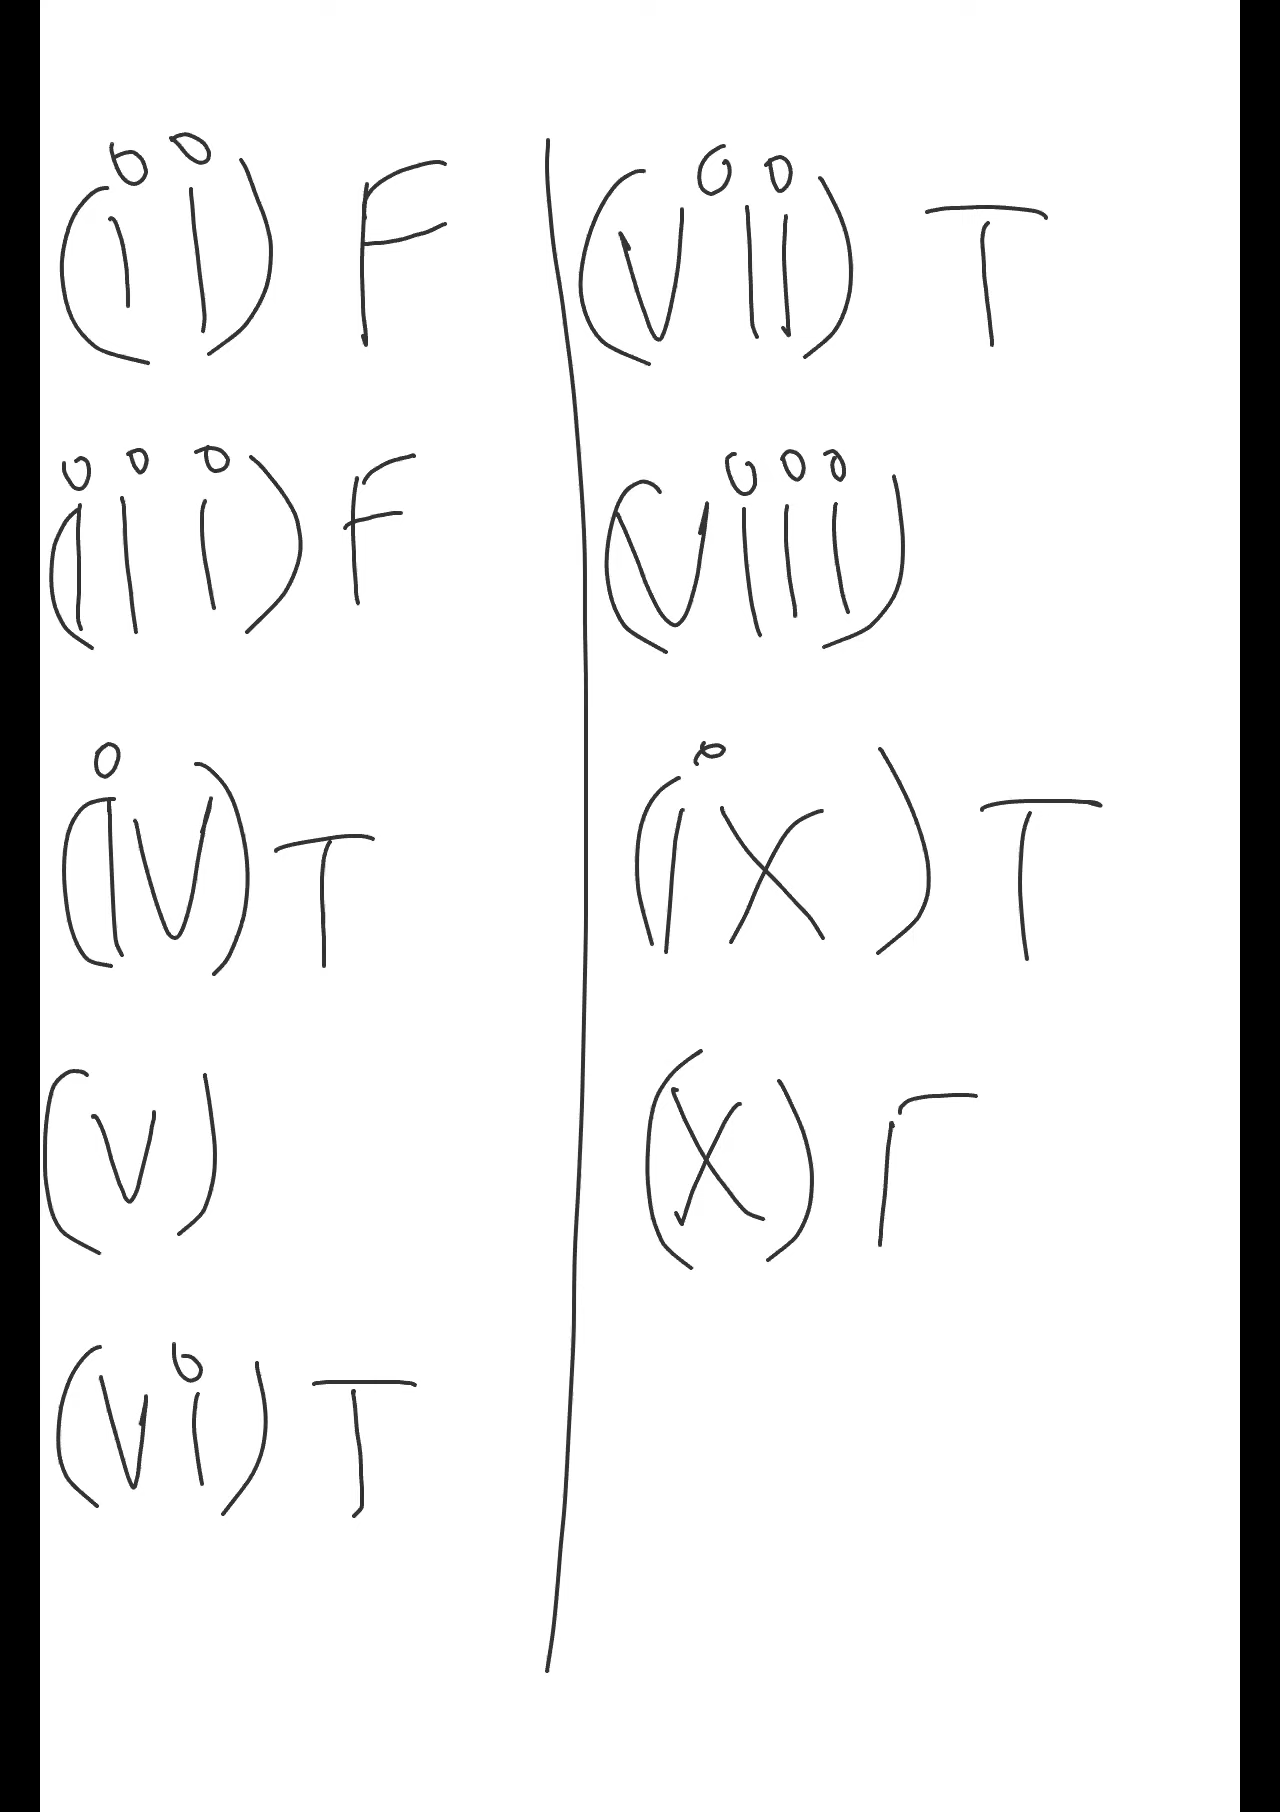 (ii) F
(iii) F
(iv) T
(v)
(vi) T
(vii) T
(viii)
(ix) T
(x)